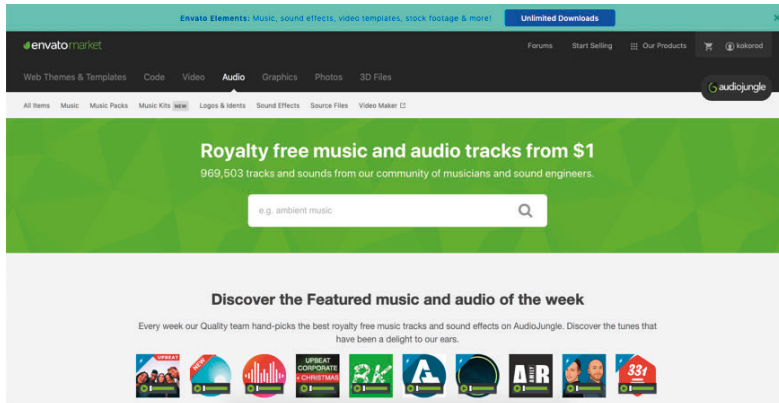 Envato Elements: Music, sound effects, video templates, stock footage & more! Unlimited Downloads
envatomarket Forums Start Selling Our Products kokorod
Web Themes & Templates Code Video Audio Graphics Photos 3D Files
audiojungle
All Items Music Music Packs Music Kits NEW Logos & Idents Sound Effects Source Files Video Maker
Royalty free music and audio tracks from $1
969,503 tracks and sounds from our community of musicians and sound engineers.
e.g. ambient music
Discover the Featured music and audio of the week
Every week our Quality team hand-picks the best royalty free music tracks and sound effects on AudioJungle. Discover the tunes that
have been a delight to our ears.
UPBEAT
NEW
UPBEAT
CORPORATE
+ CHRISTMAS
RK
A
331